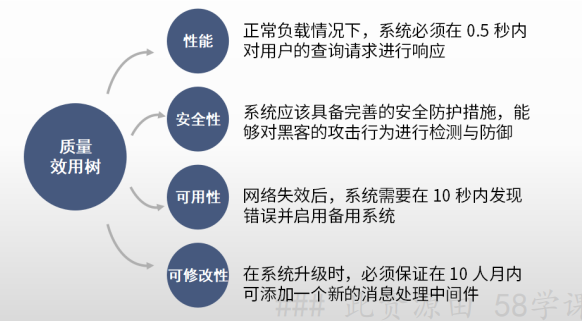 质量
效用树
性能
正常负载情况下，系统必须在 0.5 秒内
对用户的查询请求进行响应
安全性
系统应该具备完善的安全防护措施，能
够对黑客的攻击行为进行检测与防御
可用性
网络失效后，系统需要在 10 秒内发现
错误并启用备用系统
可修改性
在系统升级时，必须保证在 10 人月内
可添加一个新的消息处理中间件
### 此资源由 58学课